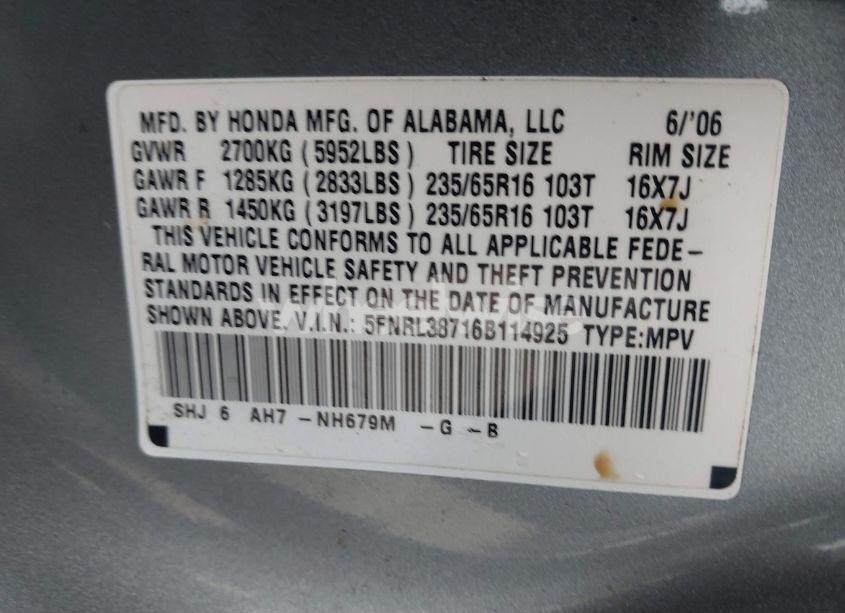 MFD. BY HONDA MFG. OF ALABAMA, LLC 6/'06
GVWR 2700KG ( 5952LBS ) TIRE SIZE RIM SIZE
GAWR F 1285KG ( 2833LBS ) 235/65R16 103T 16X7J
GAWR R 1450KG ( 3197LBS ) 235/65R16 103T 16X7J
THIS VEHICLE CONFORMS TO ALL APPLICABLE FEDE-
RAL MOTOR VEHICLE SAFETY AND THEFT PREVENTION
STANDARDS IN EFFECT ON THE DATE OF MANUFACTURE
SHOWN ABOVE. V.I.N.: 5FNRL38716B114925 TYPE:MPV
SHJ 6 AH7 -NH679M -G -B